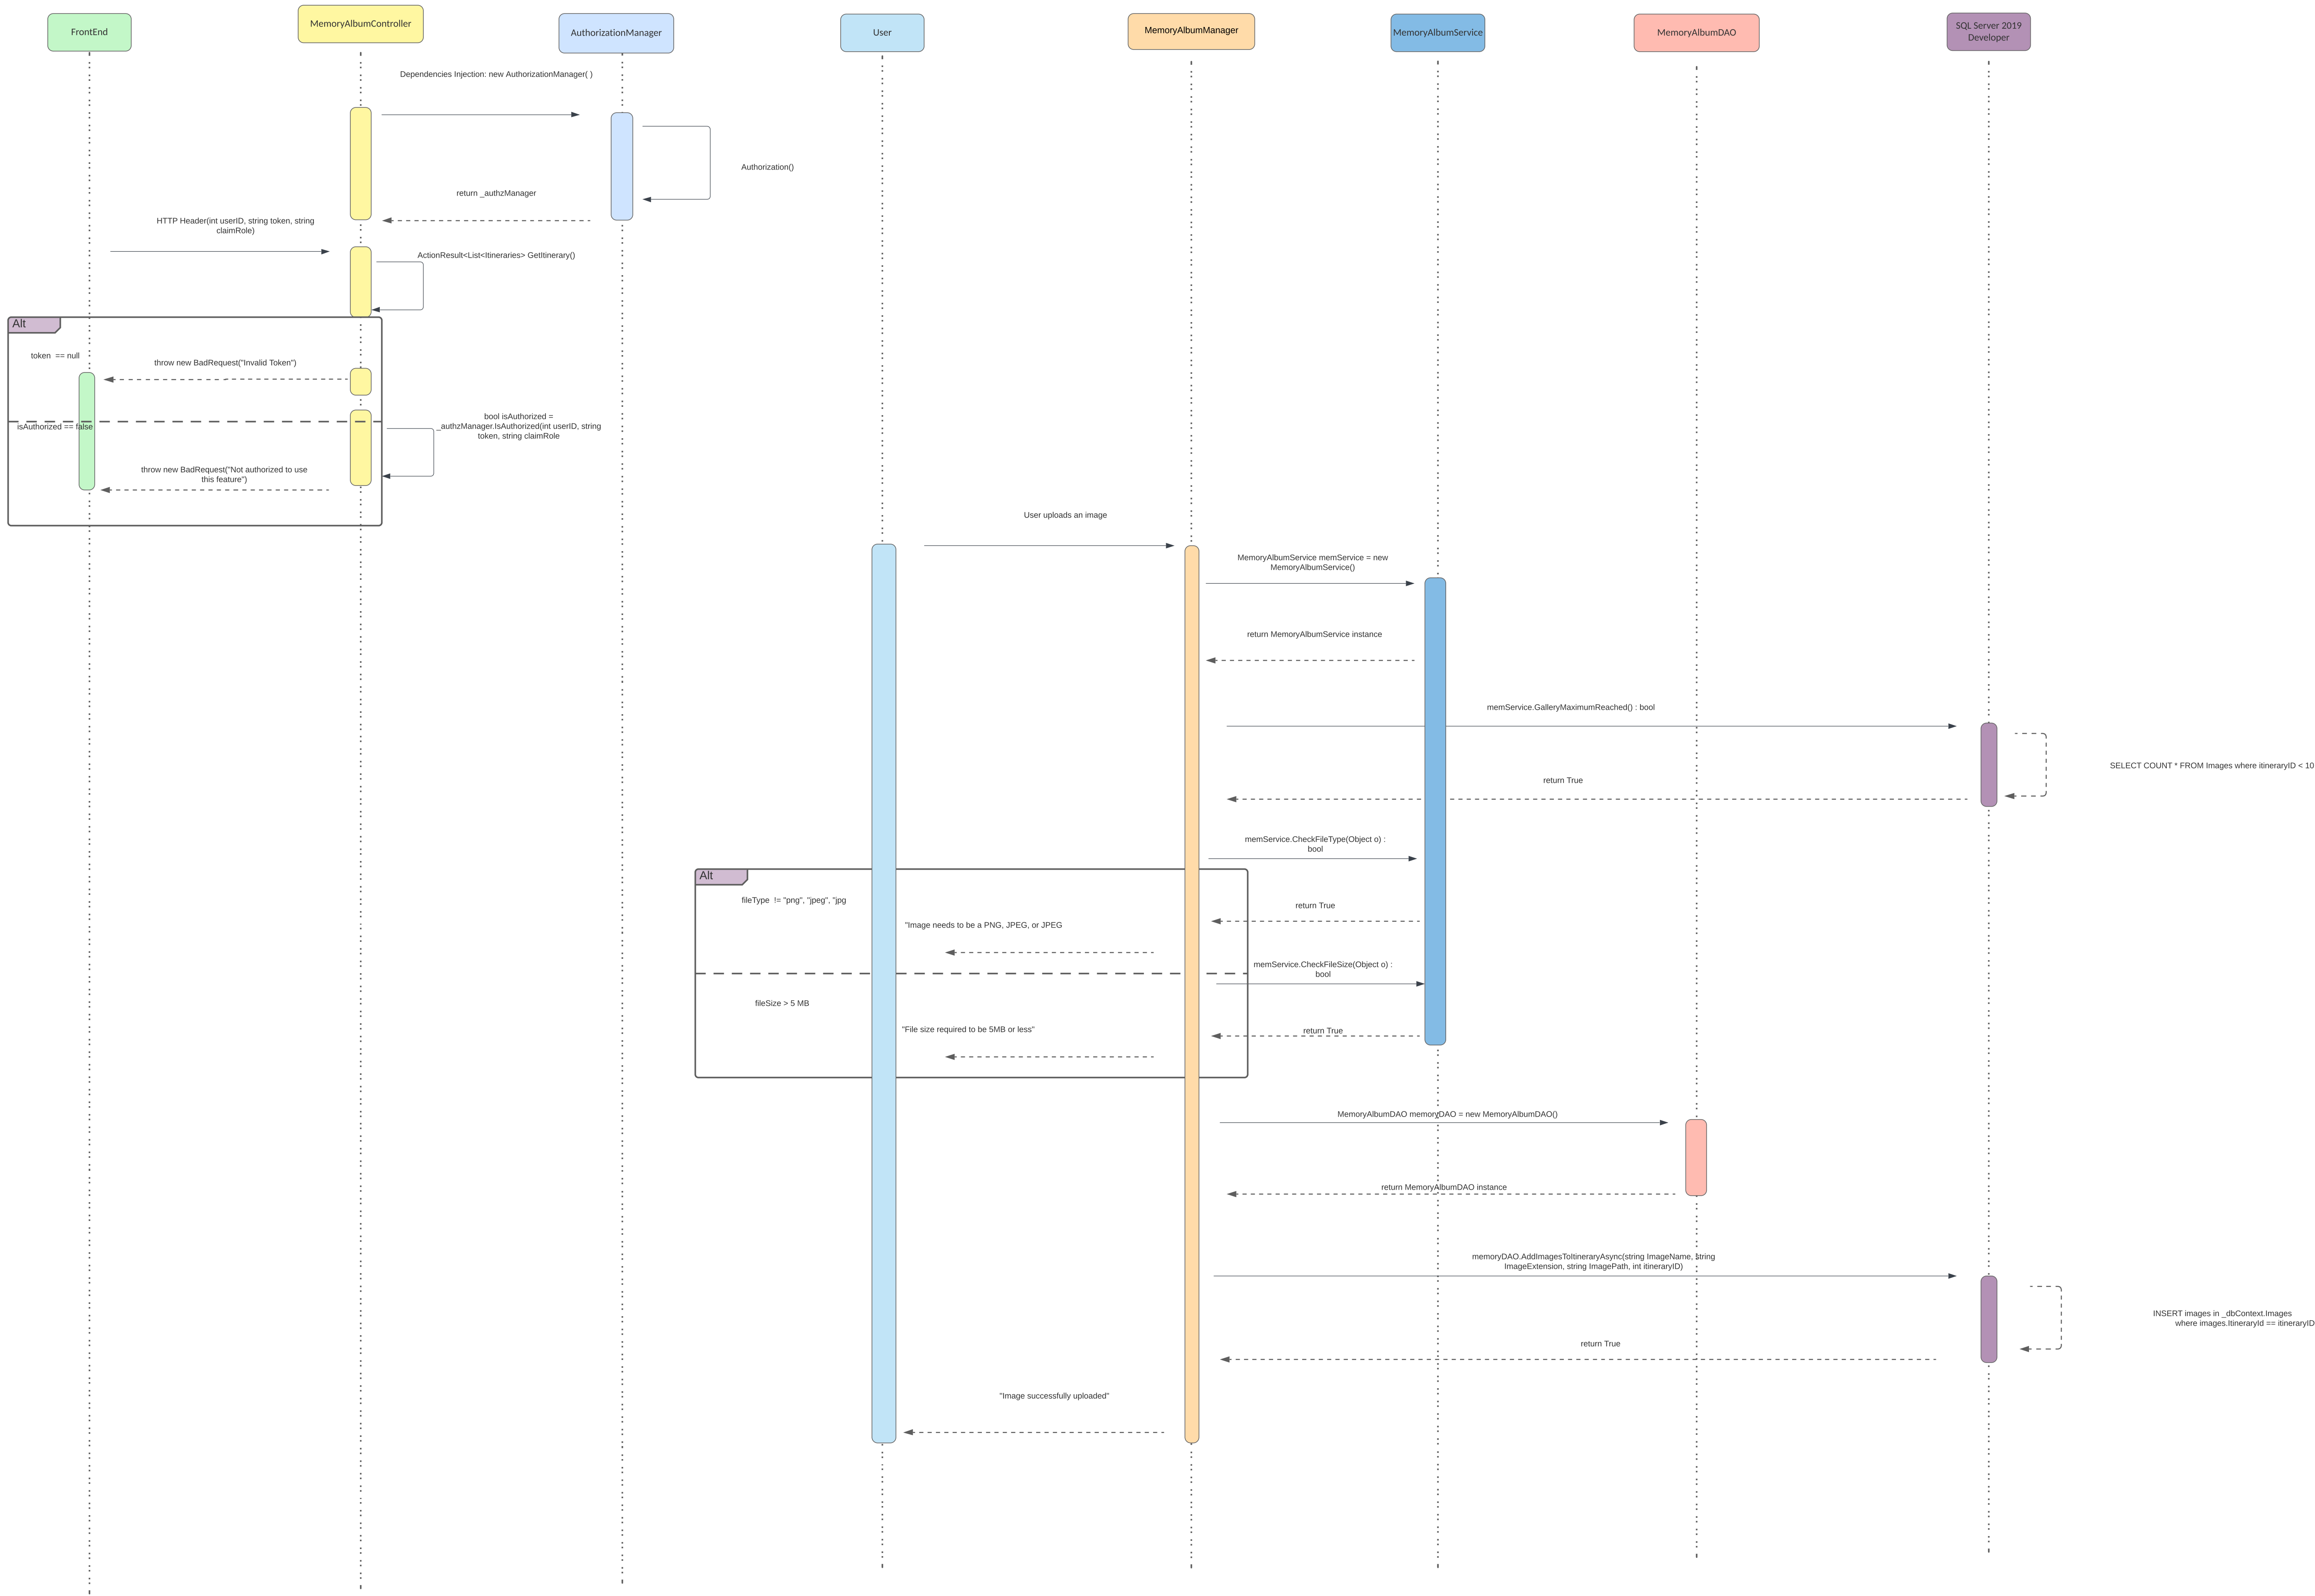 FrontEnd
MemoryAlbumController
AuthorizationManager
User
MemoryAlbumManager
MemoryAlbumService
MemoryAlbumDAO
SQL Server 2019
Developer
Dependencies Injection: new AuthorizationManager( )
Authorization()
return _authzManager
HTTP Header(int userID, string token, string
claimRole)
ActionResult<List<Itineraries> GetItinerary()
Alt
token  == null
throw new BadRequest("Invalid Token")
isAuthorized == false
bool isAuthorized =
_authzManager.IsAuthorized(int userID, string
token, string claimRole
throw new BadRequest("Not authorized to use
this feature")
User uploads an image
MemoryAlbumService memService = new
MemoryAlbumService()
return MemoryAlbumService instance
memService.GalleryMaximumReached() : bool
SELECT COUNT * FROM Images where itineraryID < 10
return True
memService.CheckFileType(Object o) :
bool
Alt
fileType  != "png", "jpeg", "jpg
return True
"Image needs to be a PNG, JPEG, or JPEG
memService.CheckFileSize(Object o) :
bool
fileSize > 5 MB
"File size required to be 5MB or less"
return True
MemoryAlbumDAO memoryDAO = new MemoryAlbumDAO()
return MemoryAlbumDAO instance
memoryDAO.AddImagesToItineraryAsync(string ImageName, string
ImageExtension, string ImagePath, int itineraryID)
INSERT images in _dbContext.Images
where images.ItineraryId == itineraryID
return True
"Image successfully uploaded"